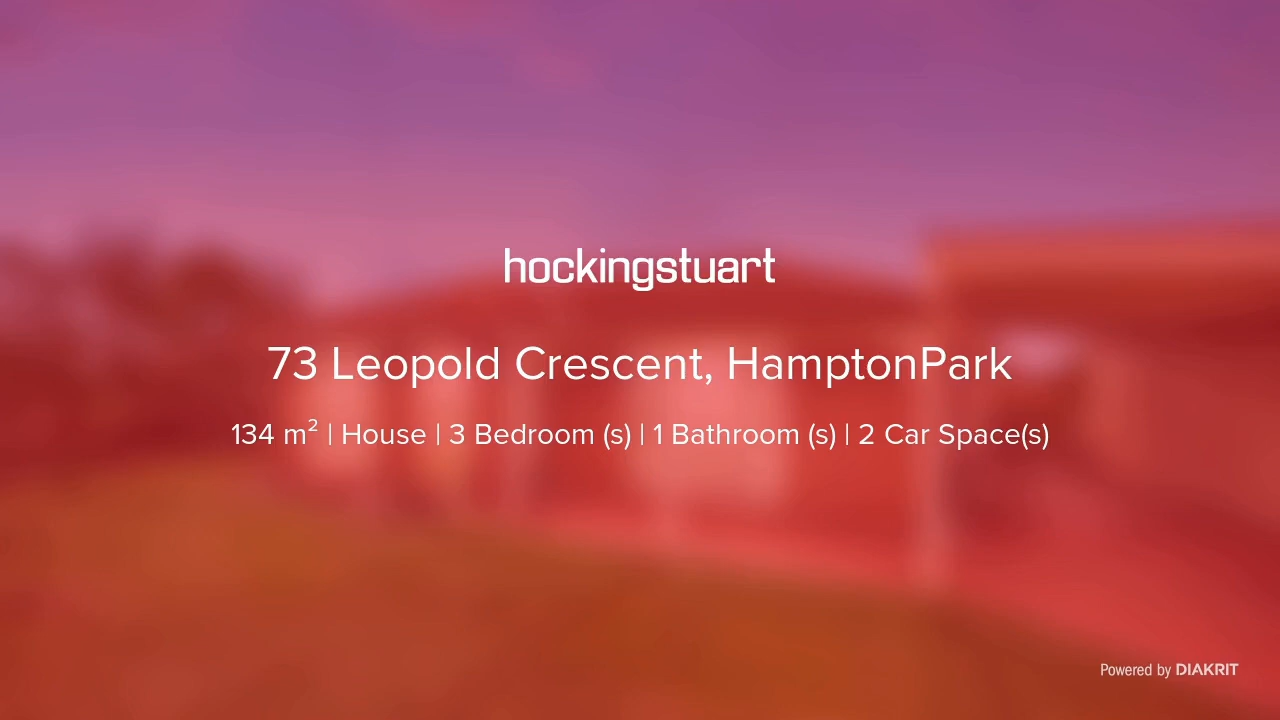 hockingstuart
73 Leopold Crescent, HamptonPark
134 m² | House | 3 Bedroom (s) | 1 Bathroom (s) | 2 Car Space(s)
Powered by DIAKRIT